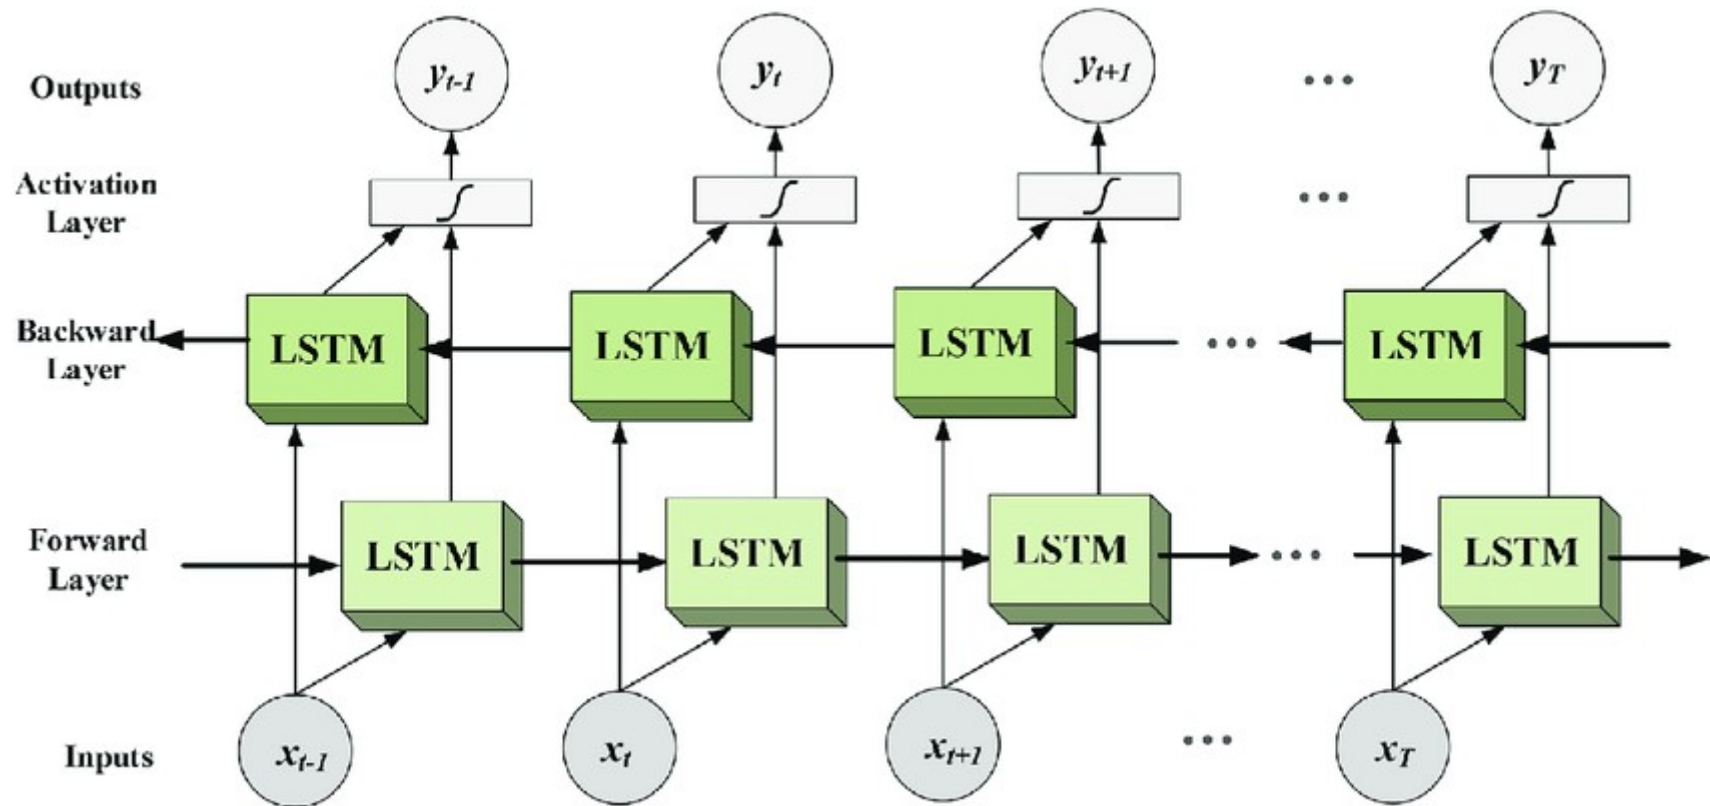 Outputs
y_{t-1}
y_t
y_{t+1}
...
y_T
Activation
Layer
∫
∫
∫
...
∫
Backward
Layer
LSTM
LSTM
LSTM
...
LSTM
Forward
Layer
LSTM
LSTM
LSTM
...
LSTM
Inputs
x_{t-1}
x_t
x_{t+1}
...
x_T